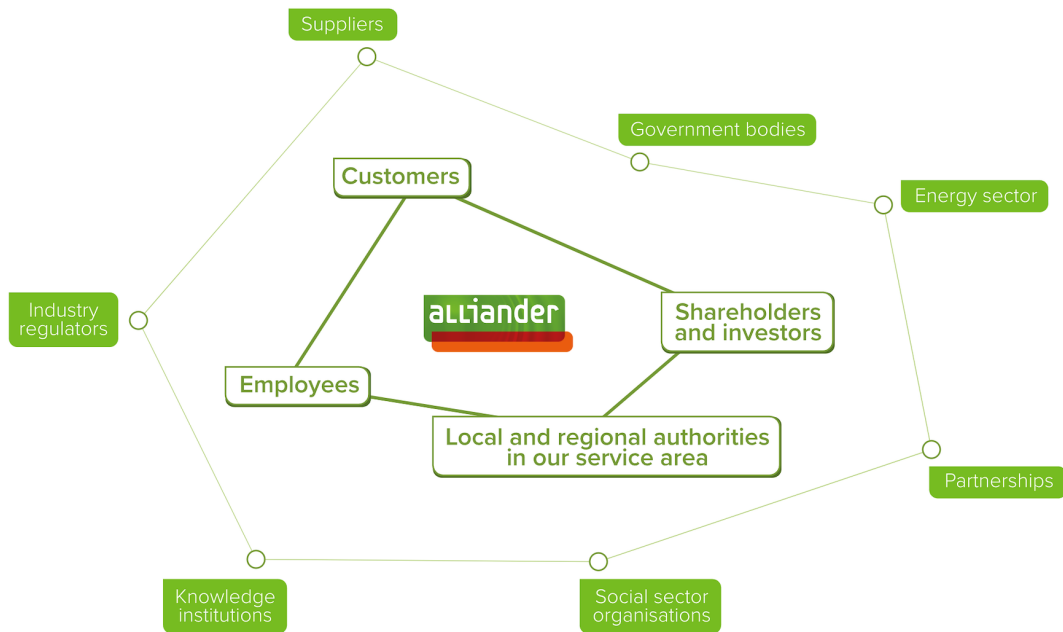 Suppliers
Government bodies
Customers
Energy sector
Industry
regulators
alliander
Shareholders
and investors
Employees
Local and regional authorities
in our service area
Partnerships
Knowledge
institutions
Social sector
organisations